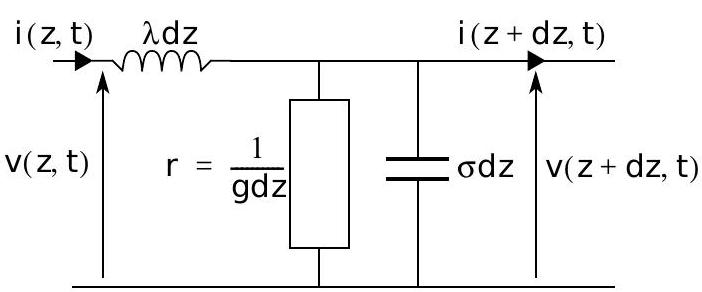 i(z, t) λdz i(z + dz, t)
v(z, t) r = 1/gdz σdz v(z + dz, t)